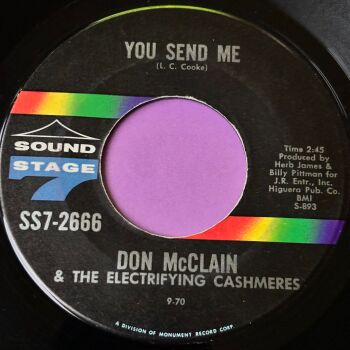 YOU SEND ME
(L. C. Cooke)
SOUND
STAGE
7
SS7-2666
Time 2:45
Produced by
Herb James &
Billy Pittman for
J.R. Entr., Inc.
Higuera Pub. Co.
BMI
S-893
DON McCLAIN
& THE ELECTRIFYING CASHMERES
9-70
A DIVISION OF MONUMENT RECORD CORP.